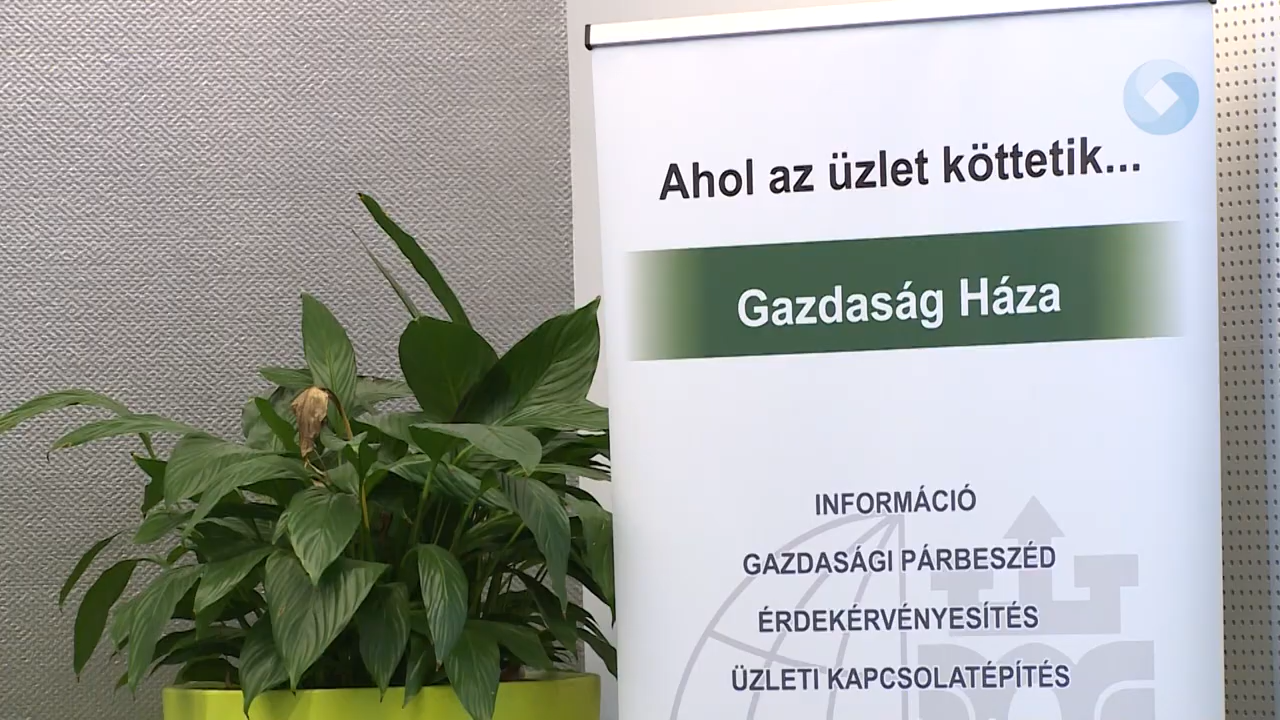 Ahol az üzlet köttetik...
Gazdaság Háza
INFORMÁCIÓ
GAZDASÁGI PÁRBESZÉD
ÉRDEKÉRVÉNYESÍTÉS
ÜZLETI KAPCSOLATÉPÍTÉS